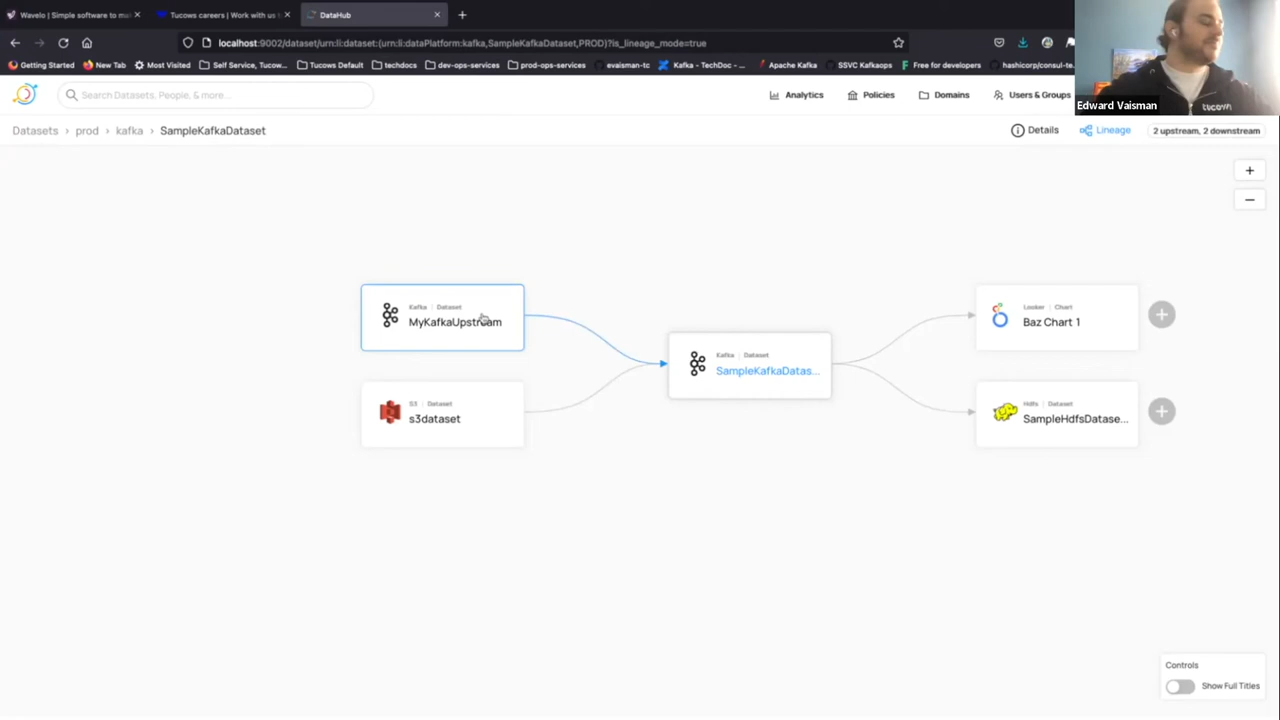 Wavelo | Simple software to ma
Tucows careers | Work with us
DataHub
localhost:9002/dataset/urn:li:dataset:(urn:li:dataPlatform:kafka,SampleKafkaDataset,PROD)?is_lineage_mode=true
Getting Started
New Tab
Most Visited
Self Service, Tucow...
Tucows Default
techdocs
dev-ops-services
prod-ops-services
evaisman-tc
Kafka - TechDoc - ...
Apache Kafka
SSVC Kafkaops
Free for developers
hashicorp/consul-te...
Edward Vaisman
tucows
Search Datasets, People, & more...
Analytics
Policies
Domains
Users & Groups
Datasets > prod > kafka > SampleKafkaDataset
Details
Lineage
2 upstream, 2 downstream
+
−
Kafka | Dataset
MyKafkaUpstream
S3 | Dataset
s3dataset
Kafka | Dataset
SampleKafkaDatas...
Looker | Chart
Baz Chart 1
Hdfs | Dataset
SampleHdfsDatase...
Controls
Show Full Titles